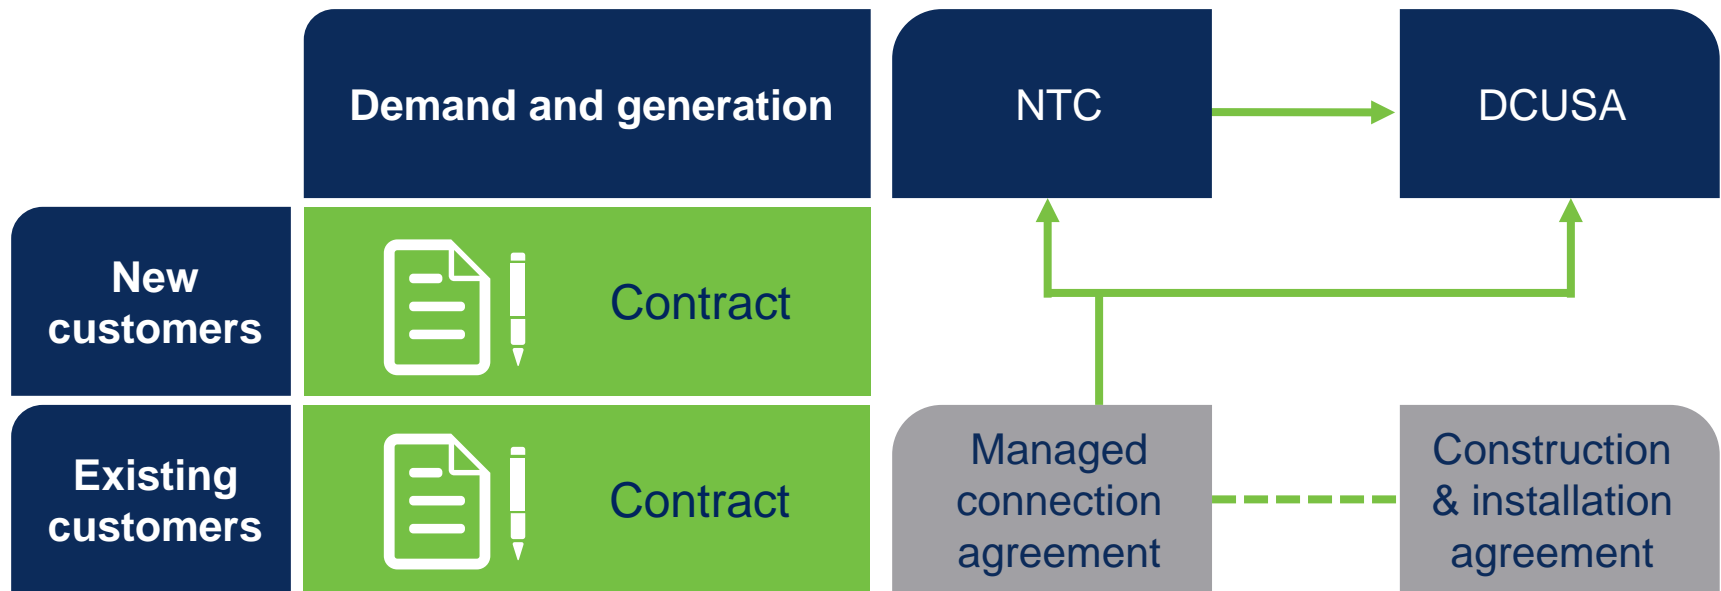 Demand and generation
NTC
DCUSA
New
customers
Contract
Existing
customers
Contract
Managed
connection
agreement
Construction
& installation
agreement